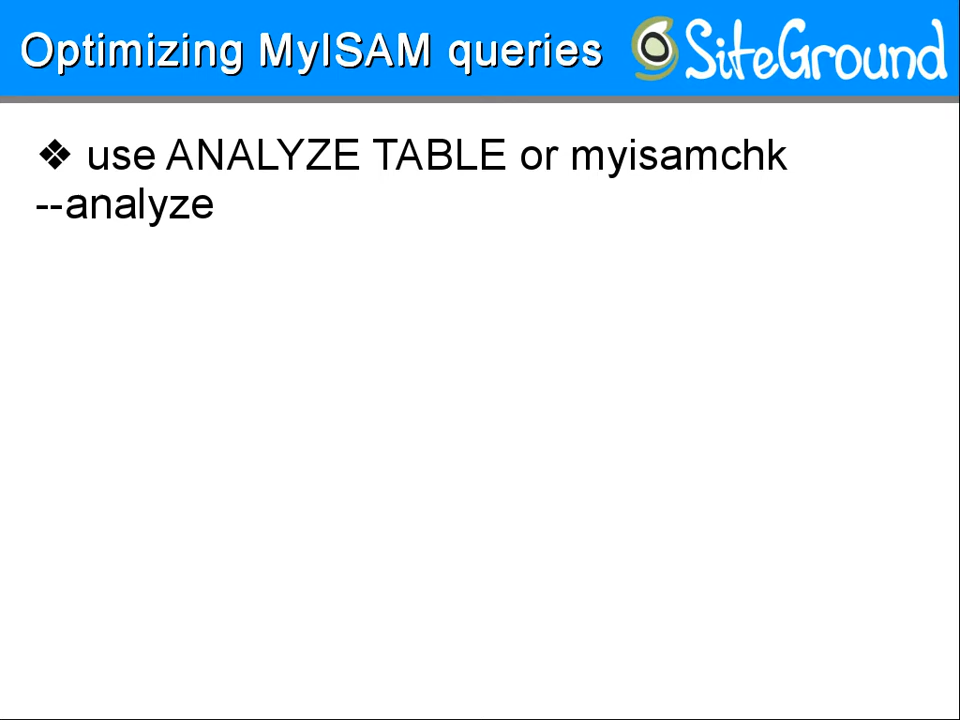 Optimizing MyISAM queries
SiteGround
❖ use ANALYZE TABLE or myisamchk
--analyze